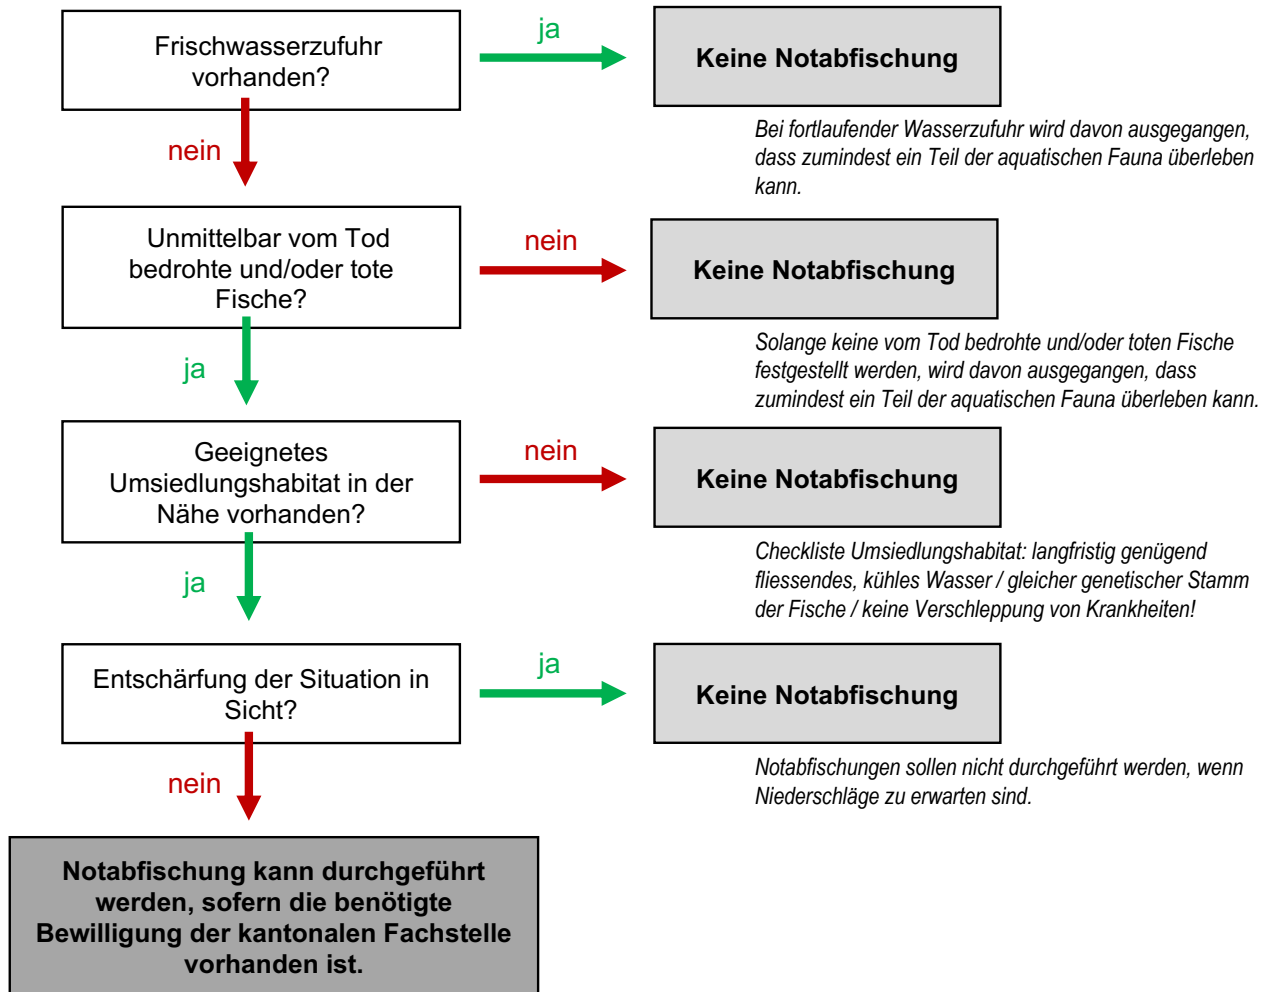 Frischwasserzufuhr
vorhanden?
ja
Keine Notabfischung
Bei fortlaufender Wasserzufuhr wird davon ausgegangen,
dass zumindest ein Teil der aquatischen Fauna überleben
kann.
nein
Unmittelbar vom Tod
bedrohte und/oder tote
Fische?
nein
Keine Notabfischung
Solange keine vom Tod bedrohte und/oder toten Fische
festgestellt werden, wird davon ausgegangen, dass
zumindest ein Teil der aquatischen Fauna überleben kann.
ja
Geeignetes
Umsiedlungshabitat in der
Nähe vorhanden?
nein
Keine Notabfischung
Checkliste Umsiedlungshabitat: langfristig genügend
fliessendes, kühles Wasser / gleicher genetischer Stamm
der Fische / keine Verschleppung von Krankheiten!
ja
Entschärfung der Situation in
Sicht?
ja
Keine Notabfischung
Notabfischungen sollen nicht durchgeführt werden, wenn
Niederschläge zu erwarten sind.
nein
Notabfischung kann durchgeführt
werden, sofern die benötigte
Bewilligung der kantonalen Fachstelle
vorhanden ist.